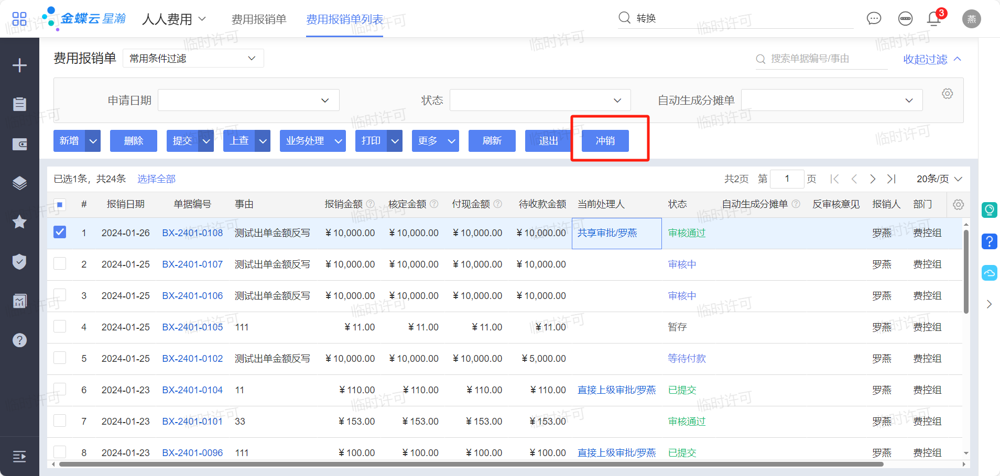 金蝶云 星瀚 人人费用 费用报销单 费用报销单列表 转换 3 燕
费用报销单 常用条件过滤 搜索单据编号/事由 收起过滤
申请日期 状态 自动生成分摊单
新增 删除 提交 上查 业务处理 打印 更多 刷新 退出 冲销
已选1条，共24条 选择全部 共2页 第 1 页 20条/页
# 报销日期 单据编号 事由 报销金额 核定金额 付现金额 待收款金额 当前处理人 状态 自动生成分摊单 反审核意见 报销人 部门
1 2024-01-26 BX-2401-0108 测试出单金额反写 ¥10,000.00 ¥10,000.00 ¥10,000.00 ¥10,000.00 共享审批/罗燕 审核通过 罗燕 费控组
2 2024-01-25 BX-2401-0107 测试出单金额反写 ¥10,000.00 ¥10,000.00 ¥10,000.00 ¥10,000.00 审核中 罗燕 费控组
3 2024-01-25 BX-2401-0106 测试出单金额反写 ¥10,000.00 ¥10,000.00 ¥10,000.00 ¥10,000.00 审核中 罗燕 费控组
4 2024-01-25 BX-2401-0105 111 ¥11.00 ¥11.00 ¥11.00 ¥11.00 暂存 罗燕 费控组
5 2024-01-25 BX-2401-0102 测试出单金额反写 ¥10,000.00 ¥10,000.00 ¥10,000.00 ¥5,000.00 等待付款 罗燕 费控组
6 2024-01-23 BX-2401-0104 11 ¥110.00 ¥110.00 ¥110.00 ¥110.00 直接上级审批/罗燕 已提交 罗燕 费控组
7 2024-01-23 BX-2401-0101 33 ¥153.00 ¥153.00 ¥153.00 ¥153.00 审核通过 罗燕 费控组
8 2024-01-23 BX-2401-0096 111 ¥100.00 ¥100.00 ¥100.00 ¥100.00 直接上级审批/罗燕 已提交 罗燕 费控组
临时许可